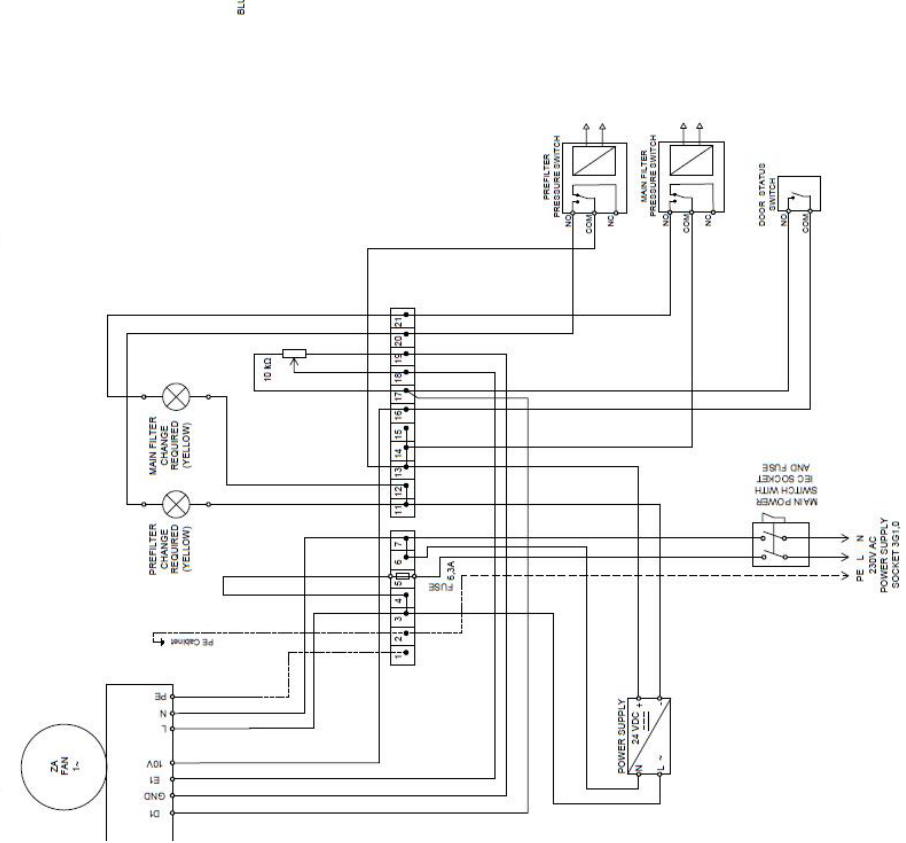 BLU
PREFILTER
PRESSURE SWITCH
MAIN FILTER
PRESSURE SWITCH
DOOR STATUS
SWITCH
NO
COM
NC
NO
COM
NC
NO
COM
10 kΩ
MAIN FILTER
CHANGE
REQUIRED
(YELLOW)
PREFILTER
CHANGE
REQUIRED
(YELLOW)
21
20
19
18
17
16
15
14
13
12
11
7
6
5
4
3
2
1
FUSE
6,3A
MAIN POWER
SWITCH WITH
IEC SOCKET
AND FUSE
PE L N
230V AC
POWER SUPPLY
SOCKET 3G1,0
PE Cabinet
PE
N
L
10V
E1
GND
D1
ZA
FAN
1~
POWER SUPPLY
24 VDC
+
-
N
L ~